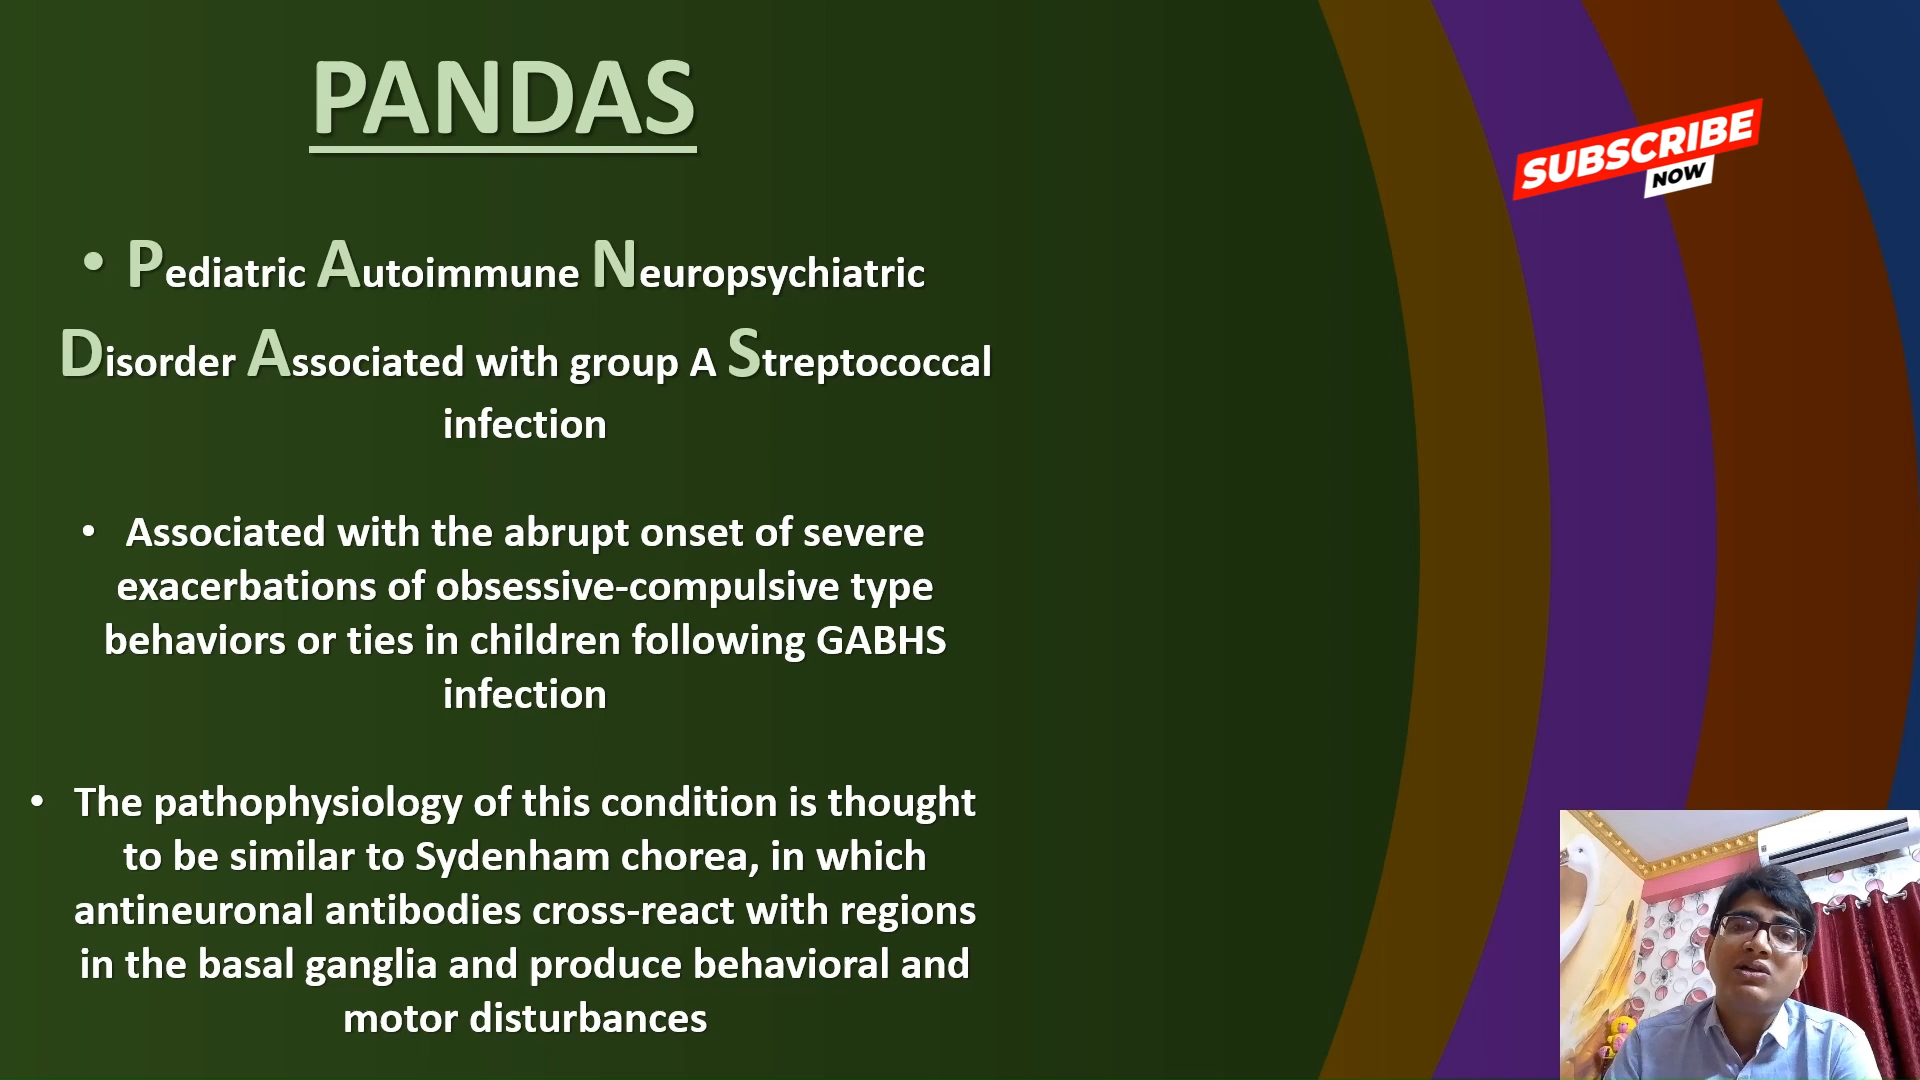 PANDAS
• Pediatric Autoimmune Neuropsychiatric
Disorder Associated with group A Streptococcal
infection
• Associated with the abrupt onset of severe
exacerbations of obsessive-compulsive type
behaviors or ties in children following GABHS
infection
• The pathophysiology of this condition is thought
to be similar to Sydenham chorea, in which
antineuronal antibodies cross-react with regions
in the basal ganglia and produce behavioral and
motor disturbances
SUBSCRIBE
NOW